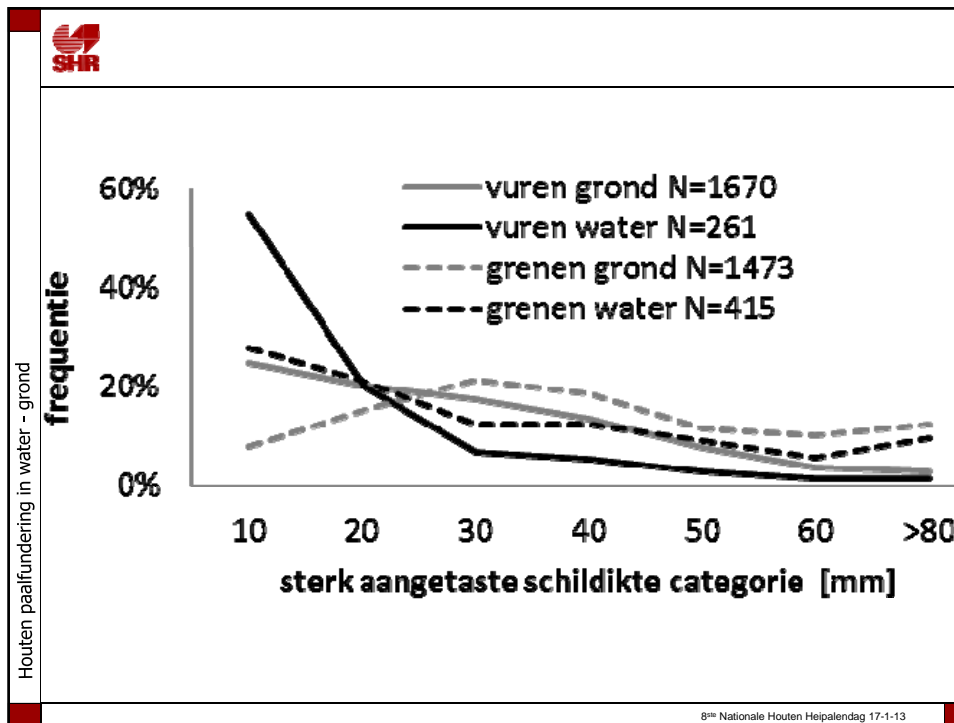 SHR
60%
40%
20%
0%
frequentie
vuren grond N=1670
vuren water N=261
grenen grond N=1473
grenen water N=415
10 20 30 40 50 60 >80
sterk aangetaste schildikte categorie [mm]
Houten paalfundering in water - grond
8ste Nationale Houten Heipalendag 17-1-13